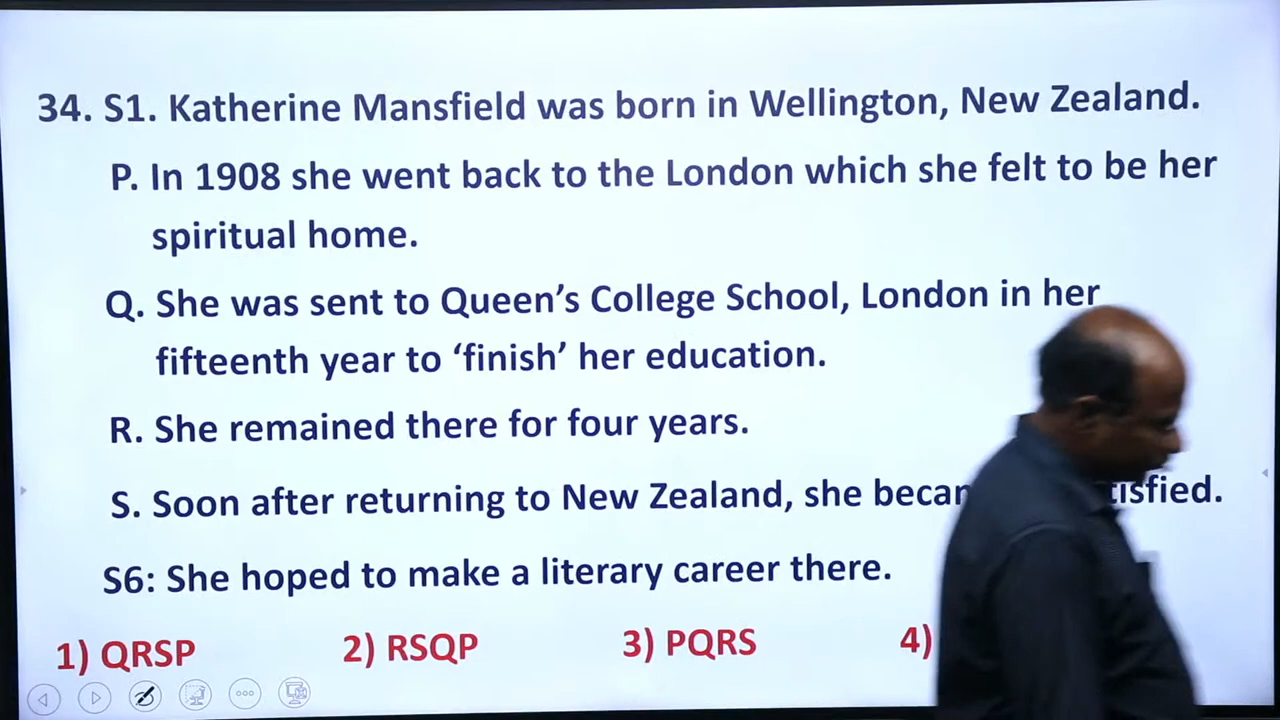 34. S1. Katherine Mansfield was born in Wellington, New Zealand.
P. In 1908 she went back to the London which she felt to be her
spiritual home.
Q. She was sent to Queen’s College School, London in her
fifteenth year to ‘finish’ her education.
R. She remained there for four years.
S. Soon after returning to New Zealand, she
S6: She hoped to make a literary career there.
1) QRSP 2) RSQP 3) PQRS 4)